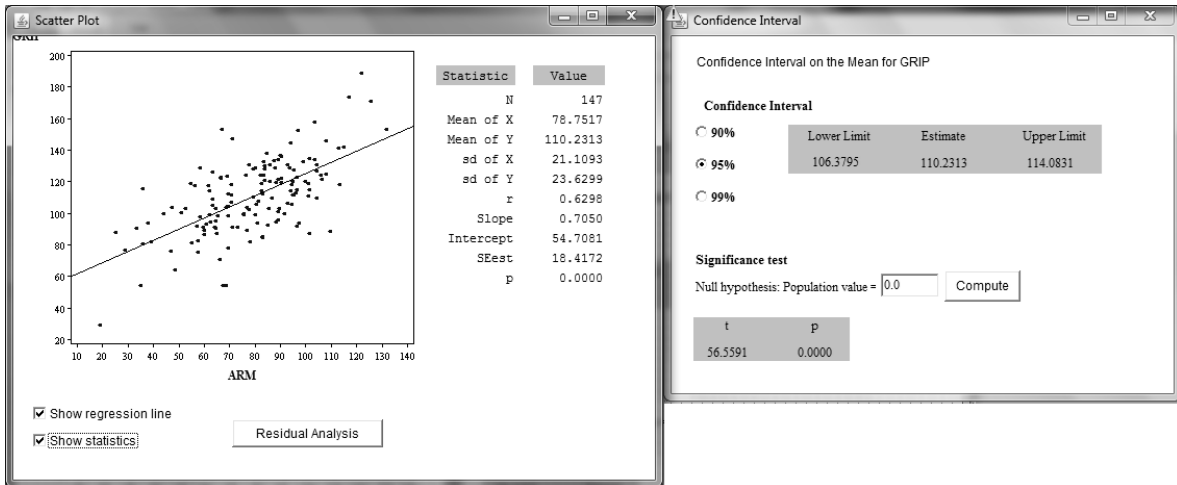 Scatter Plot
GRIP
200
180
160
140
120
100
80
60
40
20
10 20 30 40 50 60 70 80 90 100 110 120 130 140
ARM
Statistic Value
N 147
Mean of X 78.7517
Mean of Y 110.2313
sd of X 21.1093
sd of Y 23.6299
r 0.6298
Slope 0.7050
Intercept 54.7081
SEest 18.4172
p 0.0000
Show regression line
Show statistics
Residual Analysis
Confidence Interval
Confidence Interval on the Mean for GRIP
Confidence Interval
90%
95%
99%
Lower Limit Estimate Upper Limit
106.3795 110.2313 114.0831
Significance test
Null hypothesis: Population value = 0.0 Compute
t p
56.5591 0.0000